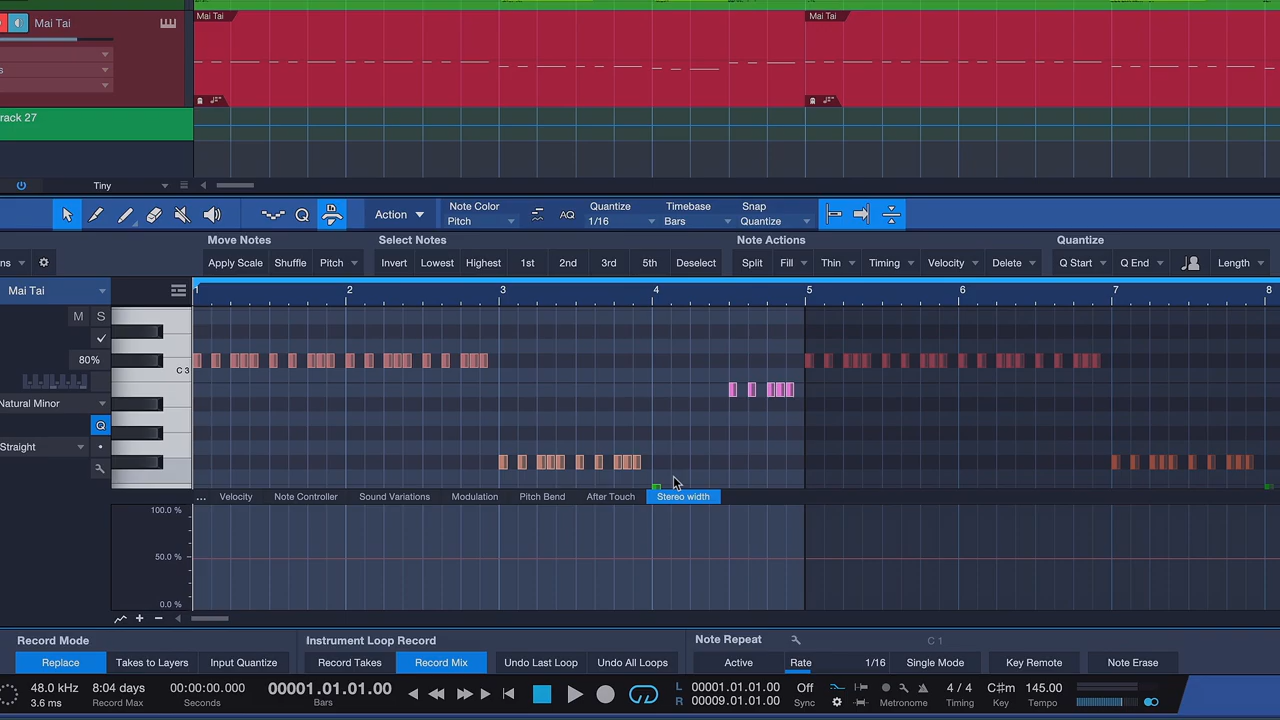 Mai Tai
Mai Tai
Mai Tai
rack 27
Tiny
Action
Note Color
Pitch
AQ
Quantize
1/16
Timebase
Bars
Snap
Quantize
Move Notes
Select Notes
Note Actions
Quantize
ns
Apply Scale
Shuffle
Pitch
Invert
Lowest
Highest
1st
2nd
3rd
5th
Deselect
Split
Fill
Thin
Timing
Velocity
Delete
Q Start
Q End
Length
Mai Tai
1 2 3 4 5 6 7 8
M S
80%
C 3
Natural Minor
Q
Straight
... Velocity Note Controller Sound Variations Modulation Pitch Bend After Touch Stereo width
100.0 %
50.0 %
0.0 %
Record Mode
Instrument Loop Record
Note Repeat
C 1
Replace
Takes to Layers
Input Quantize
Record Takes
Record Mix
Undo Last Loop
Undo All Loops
Active
Rate 1/16
Single Mode
Key Remote
Note Erase
48.0 kHz
3.6 ms
8:04 days
Record Max
00:00:00.000
Seconds
00001.01.01.00
Bars
L 00001.01.01.00
R 00009.01.01.00
Off
Sync
Metronome
4 / 4
Timing
C#m
Key
145.00
Tempo